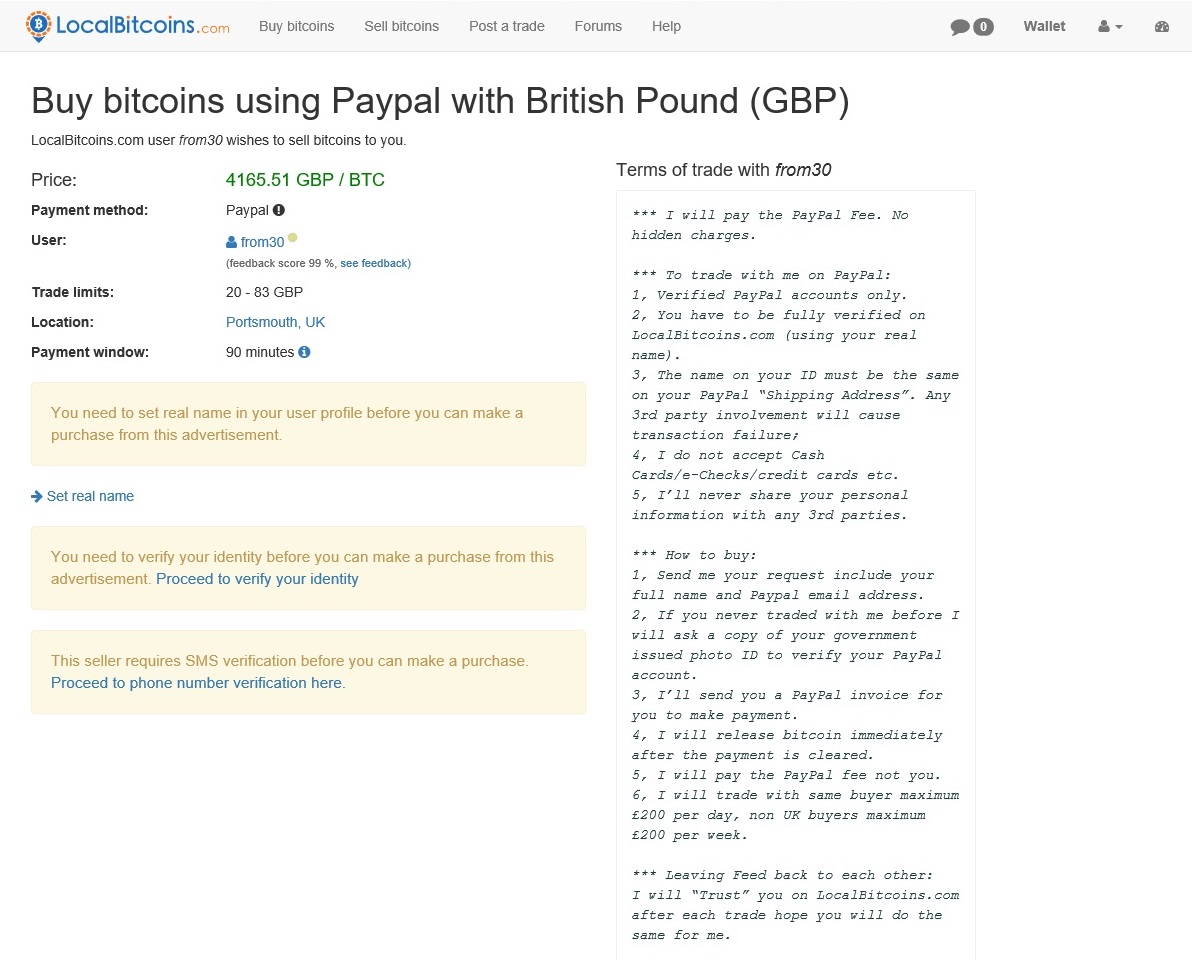 LocalBitcoins.com Buy bitcoins Sell bitcoins Post a trade Forums Help 0 Wallet
Buy bitcoins using Paypal with British Pound (GBP)
LocalBitcoins.com user from30 wishes to sell bitcoins to you.
Price: 4165.51 GBP / BTC
Payment method: Paypal
User: from30
(feedback score 99 %, see feedback)
Trade limits: 20 - 83 GBP
Location: Portsmouth, UK
Payment window: 90 minutes
You need to set real name in your user profile before you can make a
purchase from this advertisement.
Set real name
You need to verify your identity before you can make a purchase from this
advertisement. Proceed to verify your identity
This seller requires SMS verification before you can make a purchase.
Proceed to phone number verification here.
Terms of trade with from30
*** I will pay the PayPal Fee. No
hidden charges.
*** To trade with me on PayPal:
1, Verified PayPal accounts only.
2, You have to be fully verified on
LocalBitcoins.com (using your real
name).
3, The name on your ID must be the same
on your PayPal “Shipping Address”. Any
3rd party involvement will cause
transaction failure;
4, I do not accept Cash
Cards/e-Checks/credit cards etc.
5, I’ll never share your personal
information with any 3rd parties.
*** How to buy:
1, Send me your request include your
full name and Paypal email address.
2, If you never traded with me before I
will ask a copy of your government
issued photo ID to verify your PayPal
account.
3, I’ll send you a PayPal invoice for
you to make payment.
4, I will release bitcoin immediately
after the payment is cleared.
5, I will pay the PayPal fee not you.
6, I will trade with same buyer maximum
£200 per day, non UK buyers maximum
£200 per week.
*** Leaving Feed back to each other:
I will “Trust” you on LocalBitcoins.com
after each trade hope you will do the
same for me.